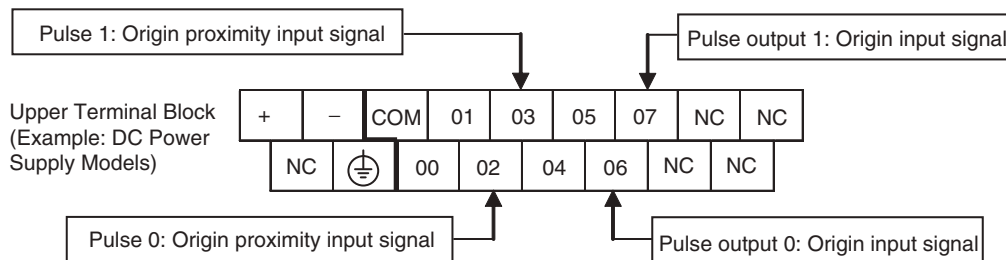 Pulse 1: Origin proximity input signal
Pulse output 1: Origin input signal
Upper Terminal Block
(Example: DC Power
Supply Models)
+ − COM 01 03 05 07 NC NC
NC 00 02 04 06 NC NC
Pulse 0: Origin proximity input signal
Pulse output 0: Origin input signal